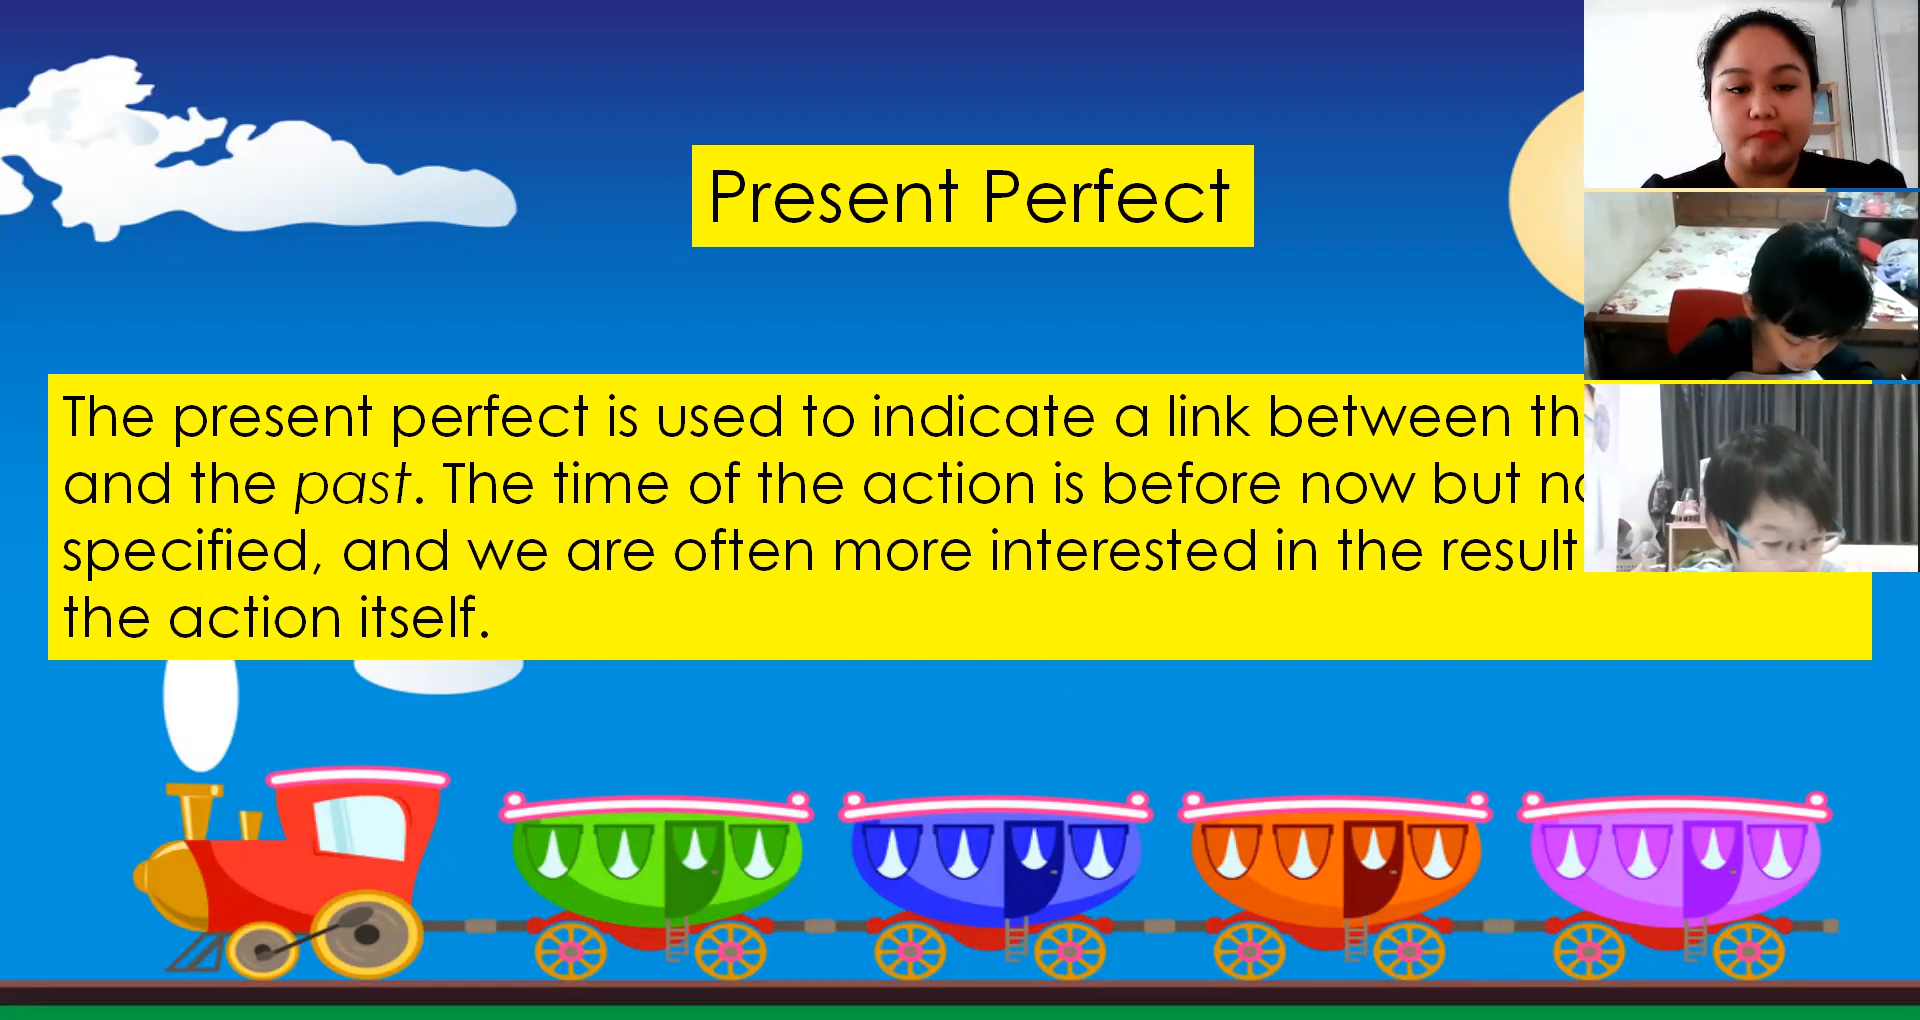 Present Perfect
The present perfect is used to indicate a link between
and the past. The time of the action is before now but
specified, and we are often more interested in the result
the action itself.